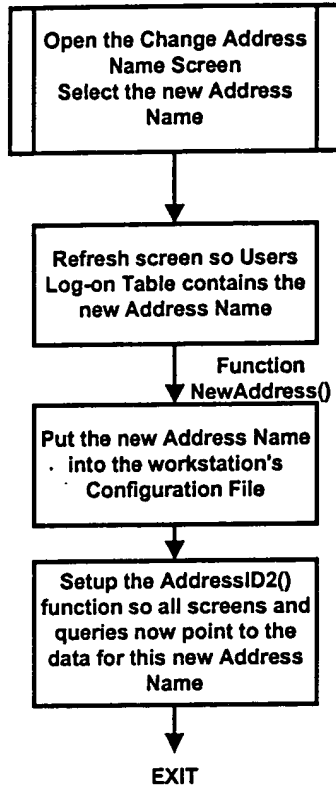 Open the Change Address
Name Screen
Select the new Address
Name
Refresh screen so Users
Log-on Table contains the
new Address Name
Function
NewAddress()
Put the new Address Name
into the workstation's
Configuration File
Setup the AddressID2()
function so all screens and
queries now point to the
data for this new Address
Name
EXIT